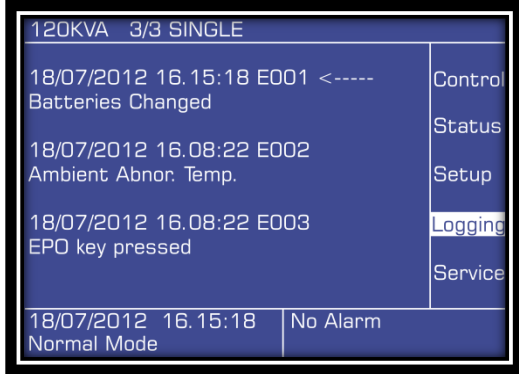 120KVA 3/3 SINGLE
18/07/2012 16.15:18 E001 <-----
Batteries Changed
18/07/2012 16.08:22 E002
Ambient Abnor. Temp.
18/07/2012 16.08:22 E003
EPO key pressed
Control
Status
Setup
Logging
Service
18/07/2012 16.15:18
Normal Mode
No Alarm